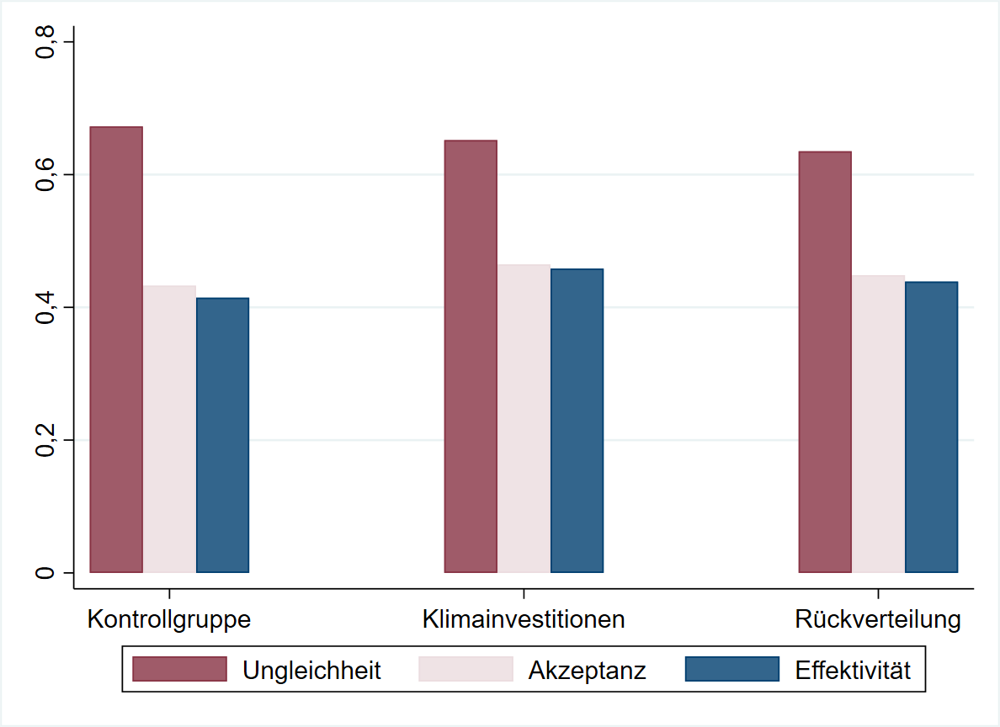 0,8
0,6
0,4
0,2
0
Kontrollgruppe Klimainvestitionen Rückverteilung
Ungleichheit Akzeptanz Effektivität